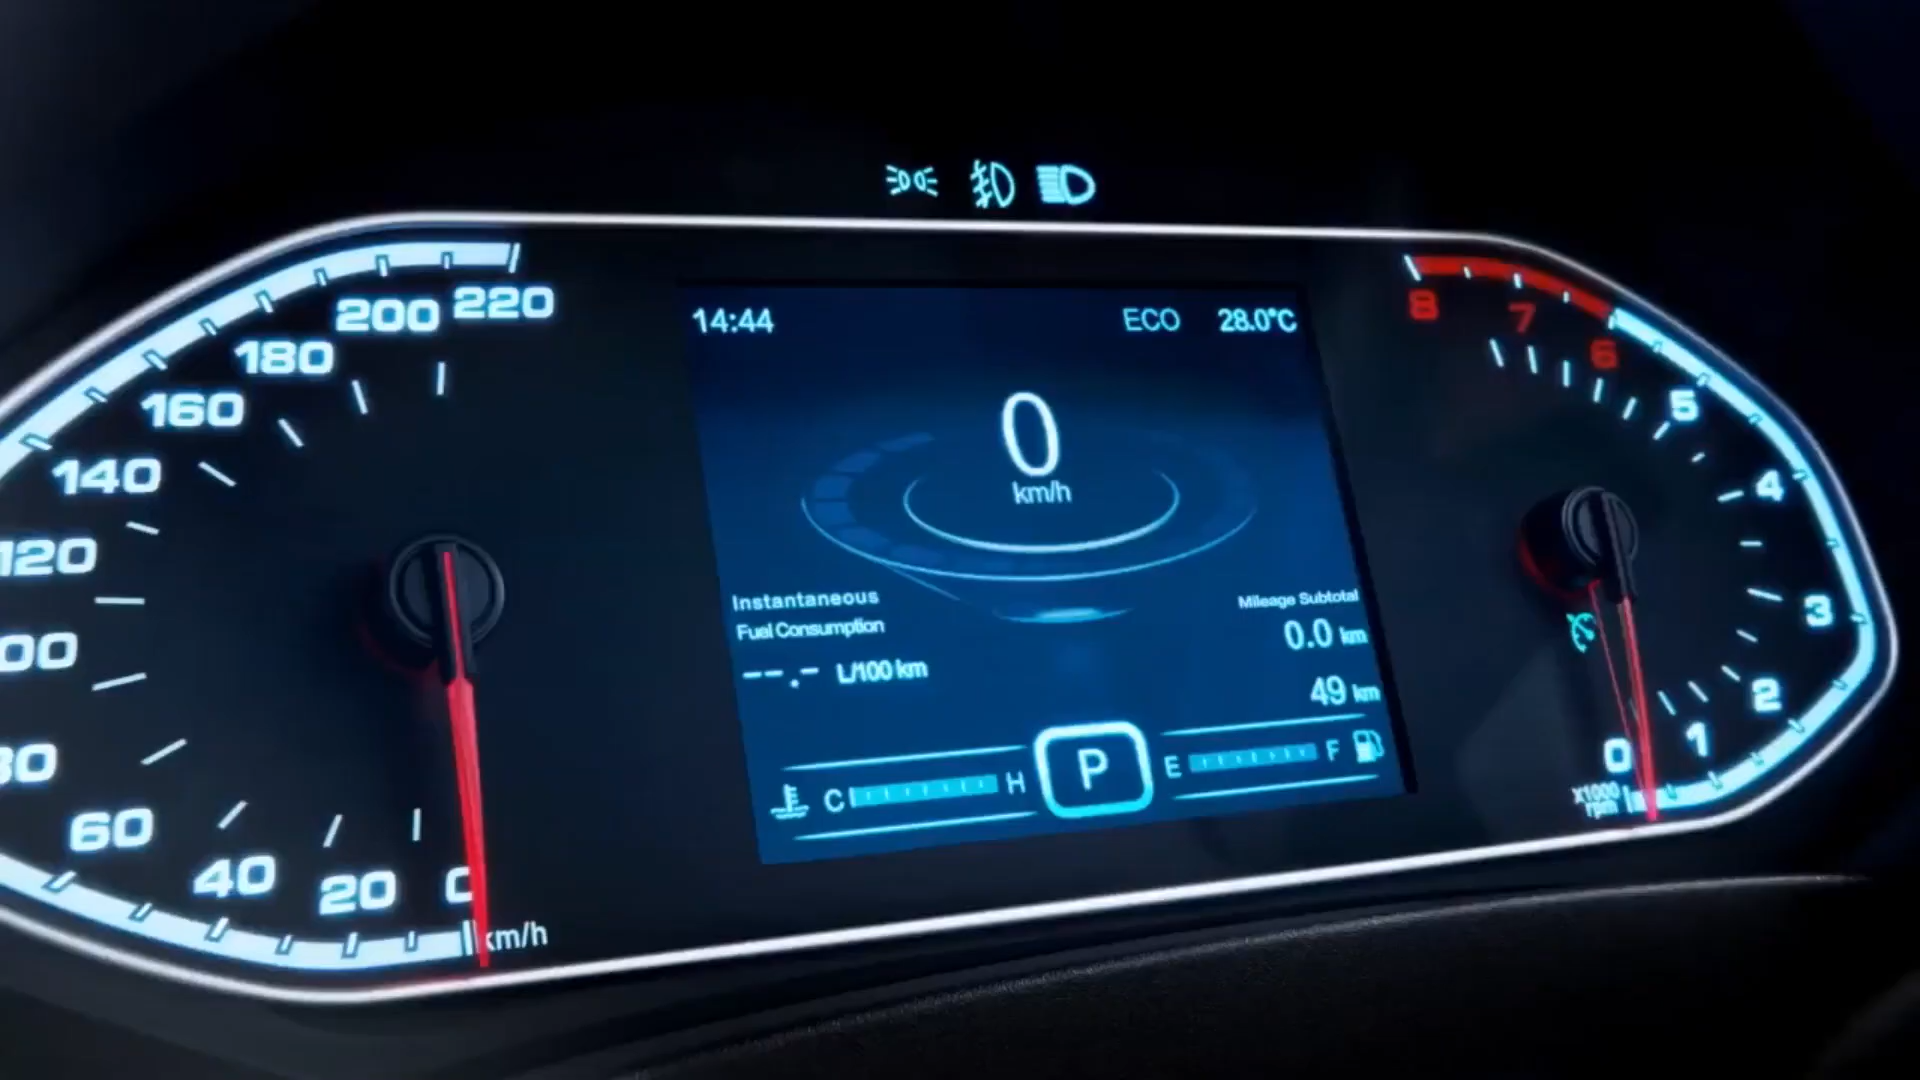 14:44
ECO
28.0°C
0
km/h
Instantaneous
Fuel Consumption
--.- L/100 km
Mileage Subtotal
0.0 km
49 km
C
H
P
E
F
220
200
180
160
140
120
60
40
20
km/h
8
7
6
5
4
3
2
1
0
x1000
rpm